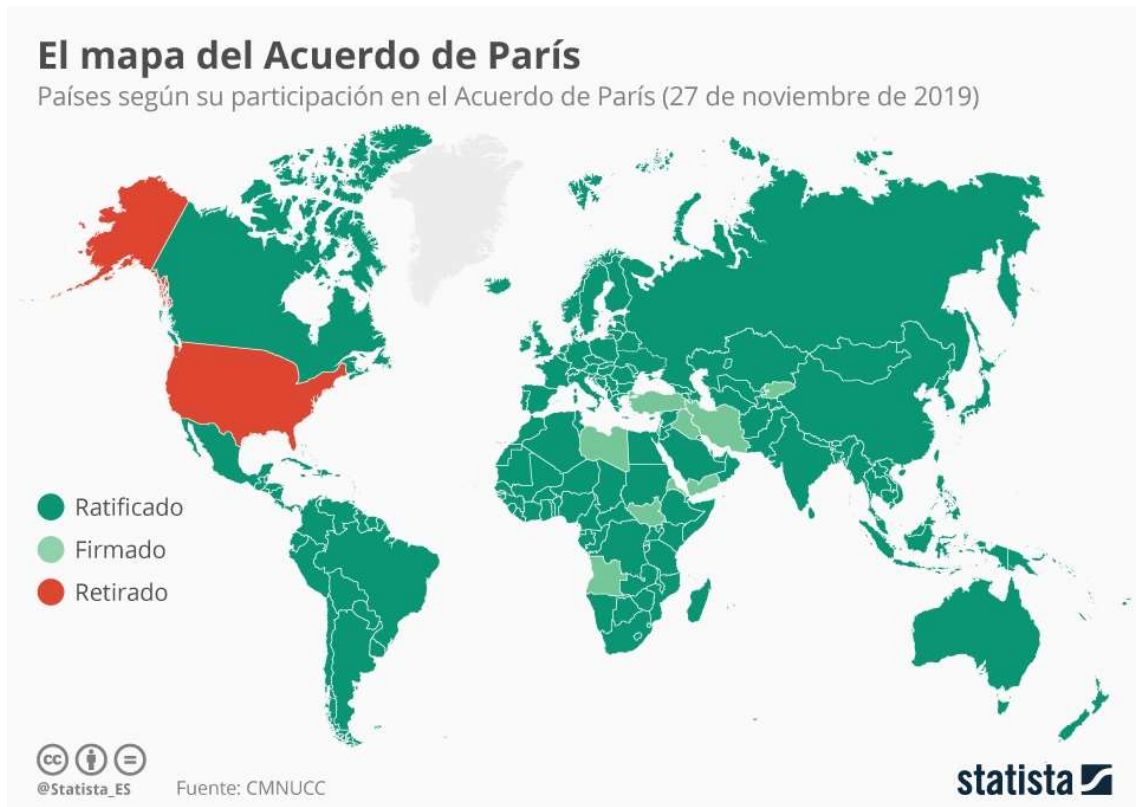 El mapa del Acuerdo de París
Países según su participación en el Acuerdo de París (27 de noviembre de 2019)
Ratificado
Firmado
Retirado
cc
@Statista_ES
Fuente: CMNUCC
statista